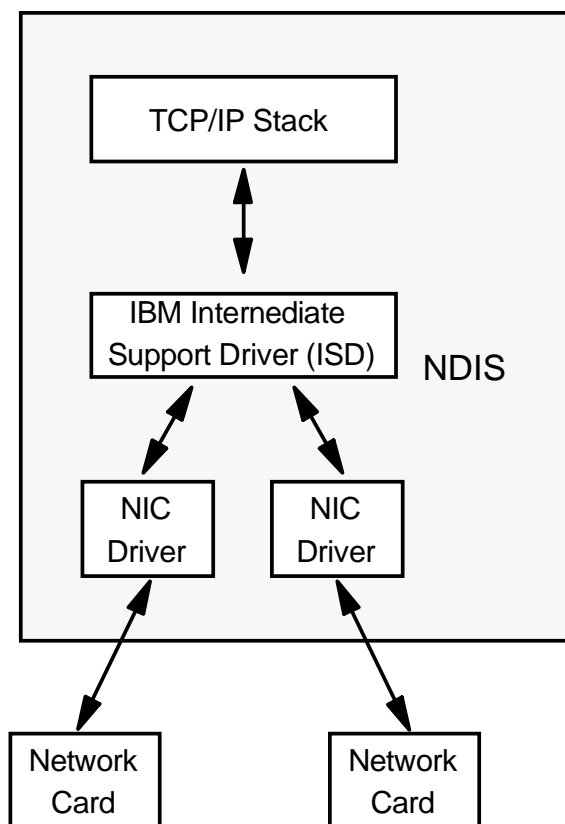 TCP/IP Stack
IBM Internediate
Support Driver (ISD)
NDIS
NIC
Driver
NIC
Driver
Network
Card
Network
Card